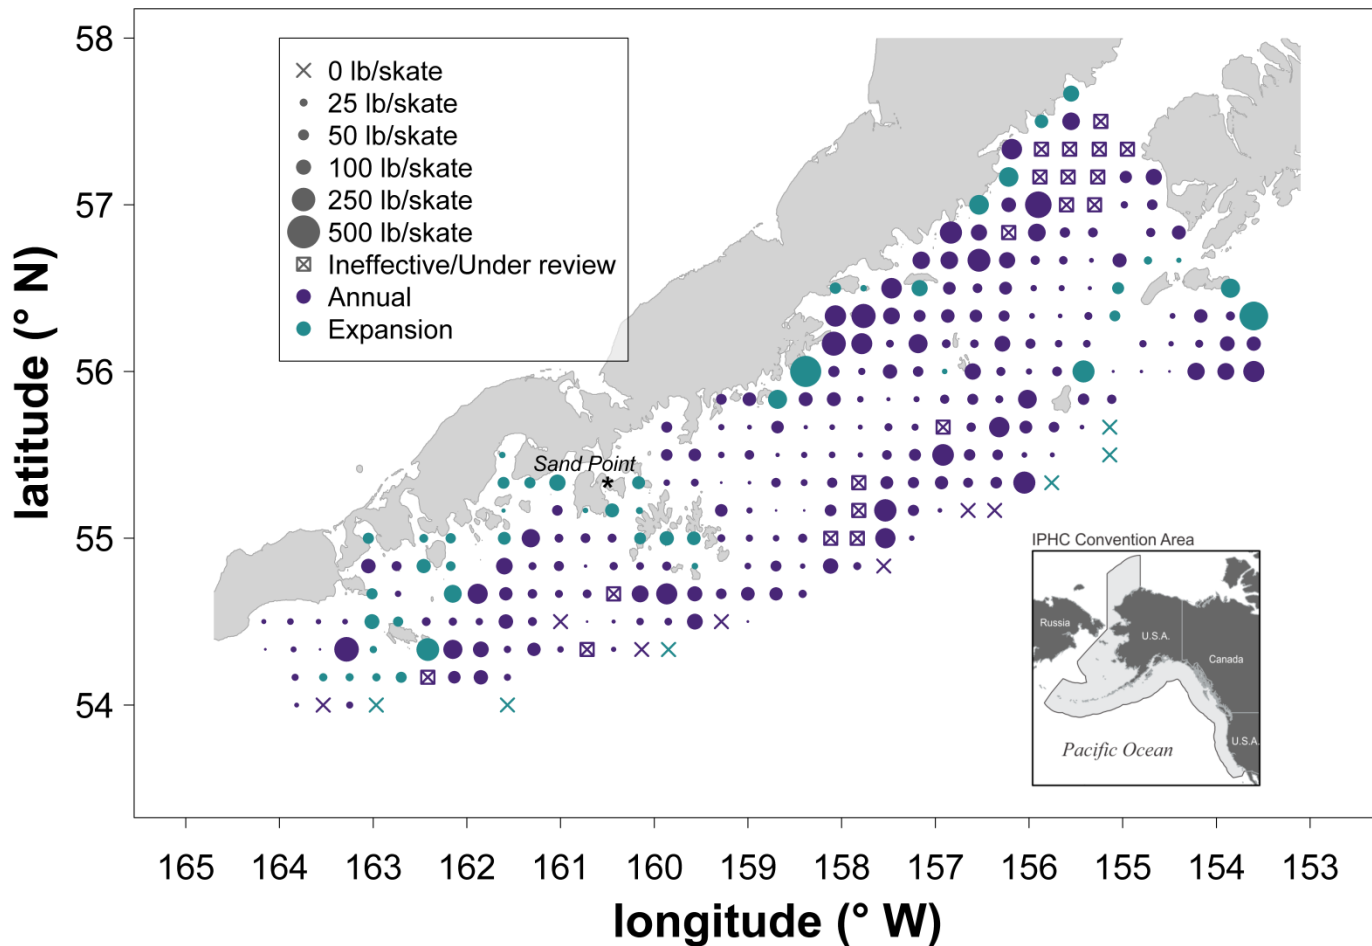 58
57
56
55
54
latitude (° N)
0 lb/skate
25 lb/skate
50 lb/skate
100 lb/skate
250 lb/skate
500 lb/skate
Ineffective/Under review
Annual
Expansion
Sand Point
*
IPHC Convention Area
Russia
U.S.A.
Canada
U.S.A.
Pacific Ocean
165 164 163 162 161 160 159 158 157 156 155 154 153
longitude (° W)